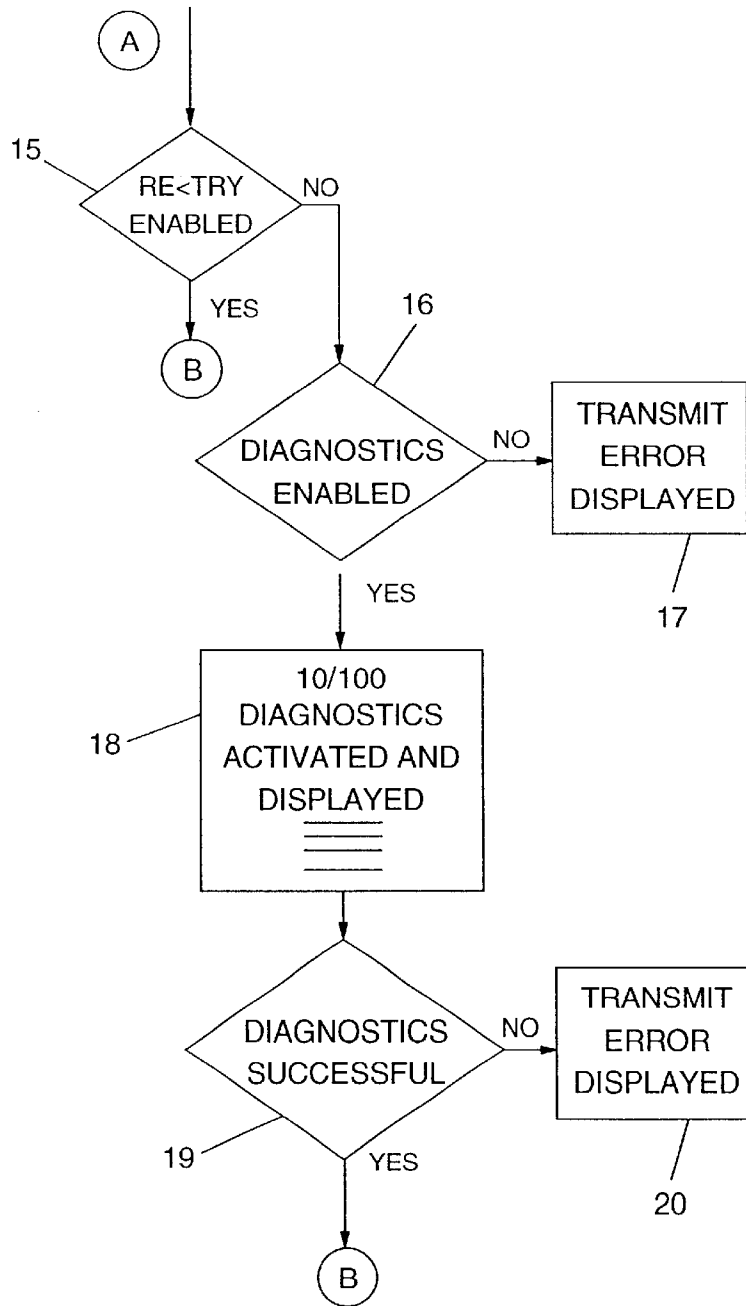 A
15
RE<TRY
ENABLED
NO
YES
B
16
DIAGNOSTICS
ENABLED
NO
TRANSMIT
ERROR
DISPLAYED
17
YES
18
10/100
DIAGNOSTICS
ACTIVATED AND
DISPLAYED
DIAGNOSTICS
SUCCESSFUL
NO
TRANSMIT
ERROR
DISPLAYED
19
YES
20
B